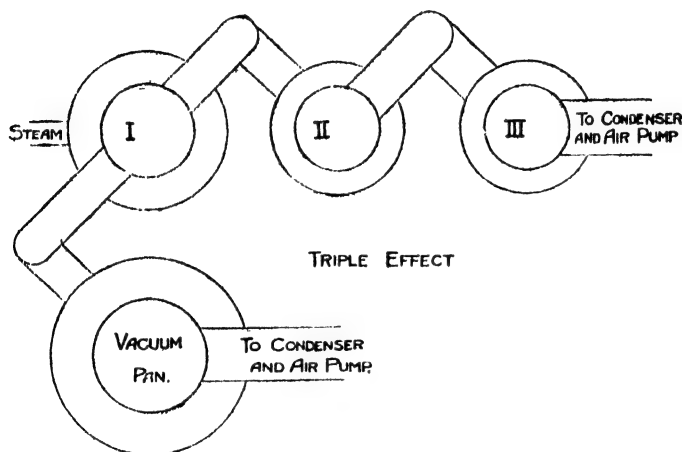 STEAM
I
II
III
TO CONDENSER
AND AIR PUMP
TRIPLE EFFECT
VACUUM
PAN.
TO CONDENSER
AND AIR PUMP.